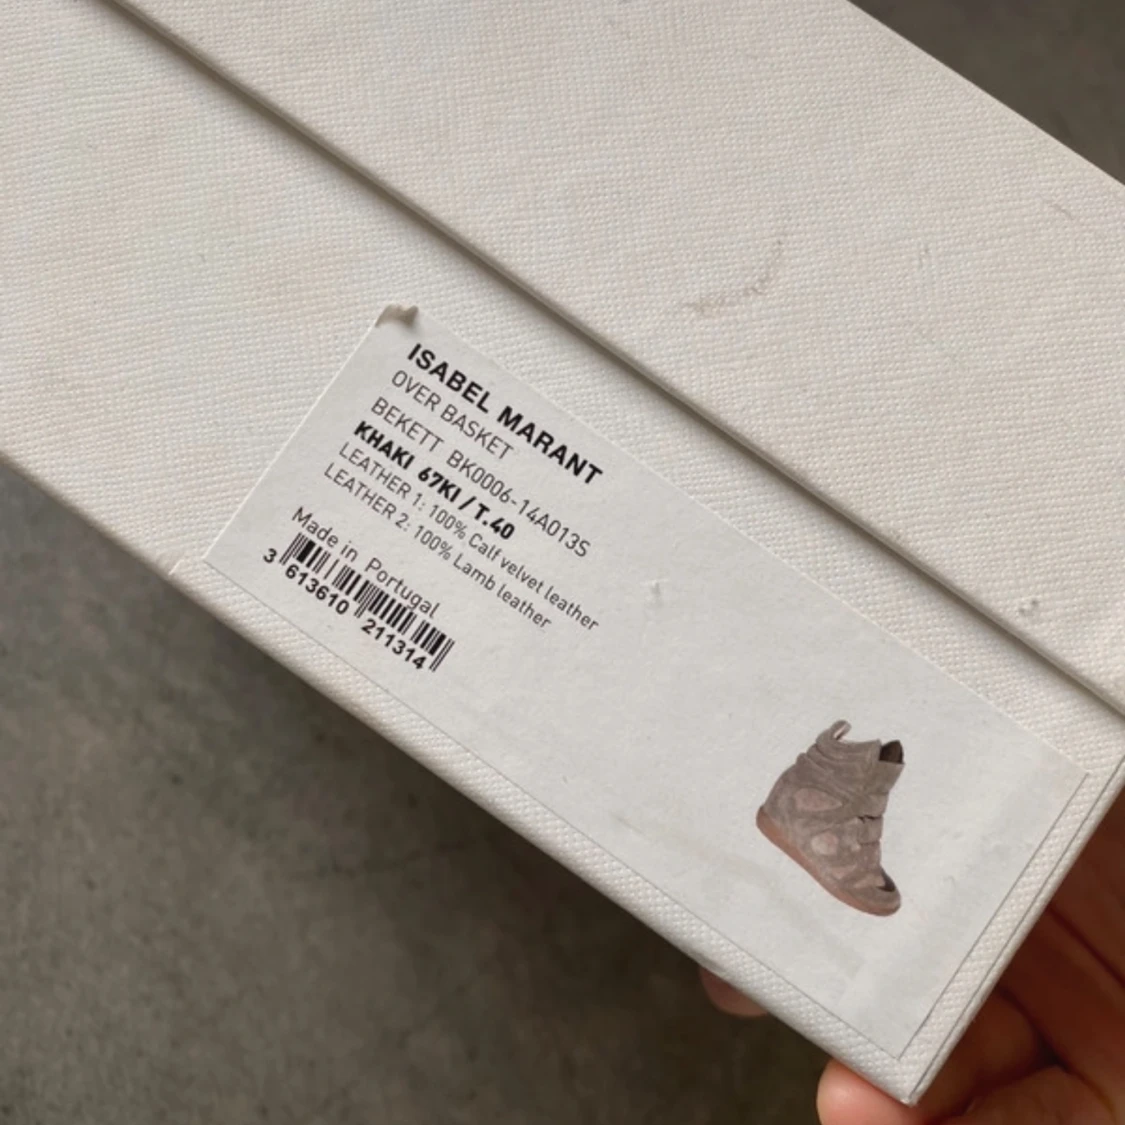 ISABEL MARANT
OVER BASKET
BEKETT BK0006-14A013S
KHAKI 67KI / T.40
LEATHER 1: 100% Calf velvet leather
LEATHER 2: 100% Lamb leather
Made in Portugal
3 613610 211314